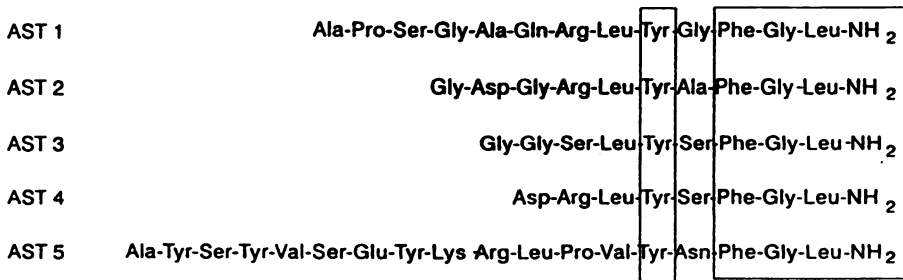 AST 1 Ala-Pro-Ser-Gly-Ala-Gln-Arg-Leu-Tyr-Gly-Phe-Gly-Leu-NH2
AST 2 Gly-Asp-Gly-Arg-Leu-Tyr-Ala-Phe-Gly-Leu-NH2
AST 3 Gly-Gly-Ser-Leu-Tyr-Ser-Phe-Gly-Leu-NH2
AST 4 Asp-Arg-Leu-Tyr-Ser-Phe-Gly-Leu-NH2
AST 5 Ala-Tyr-Ser-Tyr-Val-Ser-Glu-Tyr-Lys-Arg-Leu-Pro-Val-Tyr-Asn-Phe-Gly-Leu-NH2